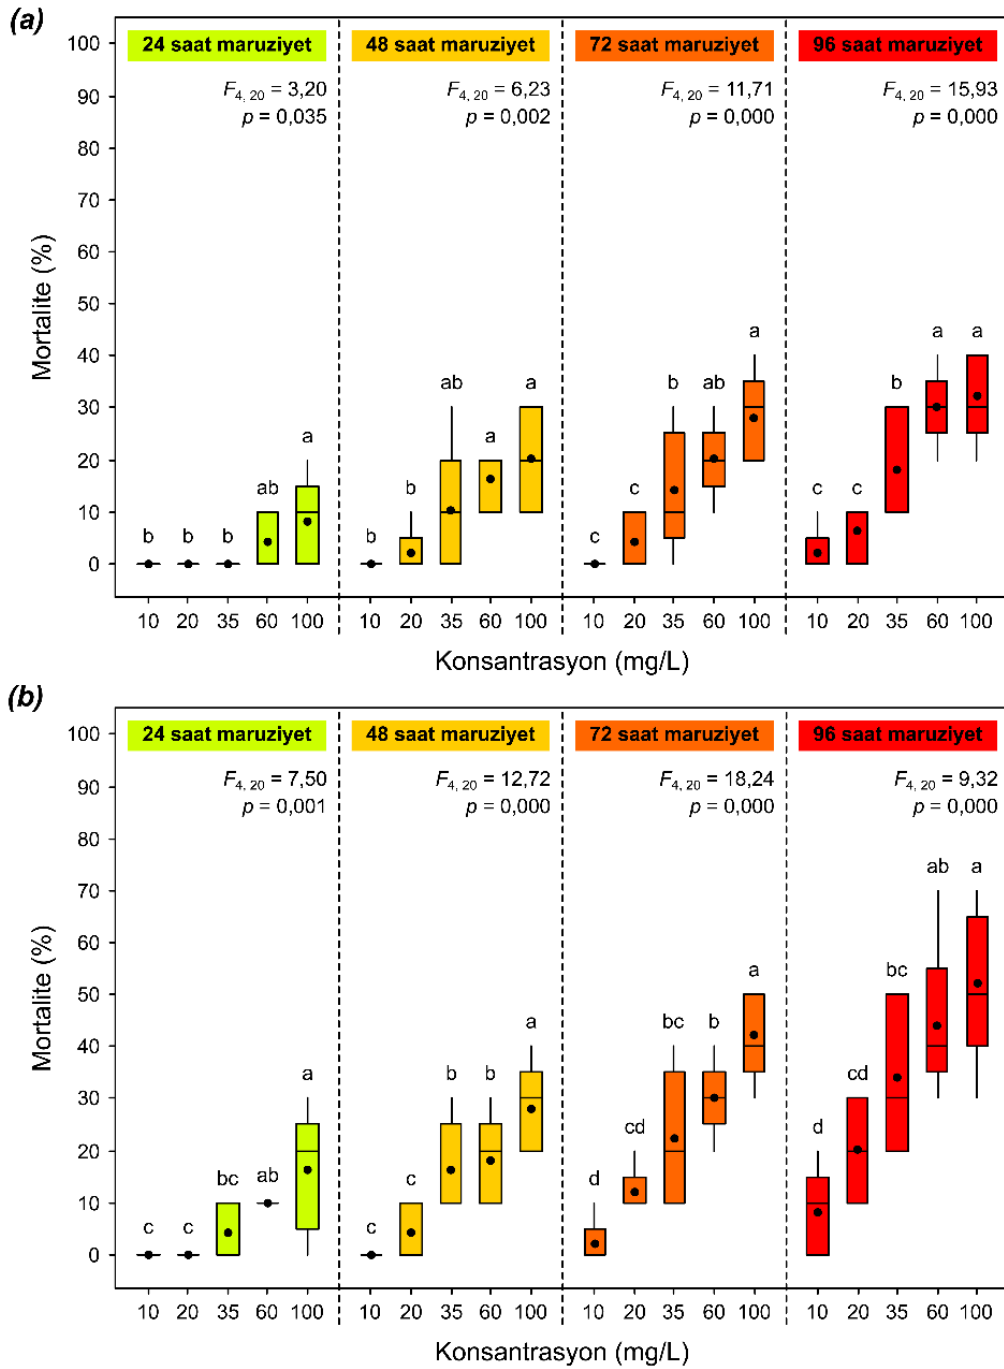 (a)
24 saat maruziyet 48 saat maruziyet 72 saat maruziyet 96 saat maruziyet
F4, 20 = 3,20 F4, 20 = 6,23 F4, 20 = 11,71 F4, 20 = 15,93
p = 0,035 p = 0,002 p = 0,000 p = 0,000
Mortalite (%)
100
90
80
70
60
50
40
30
20
10
0
b b b ab a
b b ab a a
c c b ab a
c c b a a
10 20 35 60 100 10 20 35 60 100 10 20 35 60 100 10 20 35 60 100
Konsantrasyon (mg/L)
(b)
24 saat maruziyet 48 saat maruziyet 72 saat maruziyet 96 saat maruziyet
F4, 20 = 7,50 F4, 20 = 12,72 F4, 20 = 18,24 F4, 20 = 9,32
p = 0,001 p = 0,000 p = 0,000 p = 0,000
Mortalite (%)
100
90
80
70
60
50
40
30
20
10
0
c c bc ab a
c c b b a
d cd bc b a
d cd bc ab a
10 20 35 60 100 10 20 35 60 100 10 20 35 60 100 10 20 35 60 100
Konsantrasyon (mg/L)